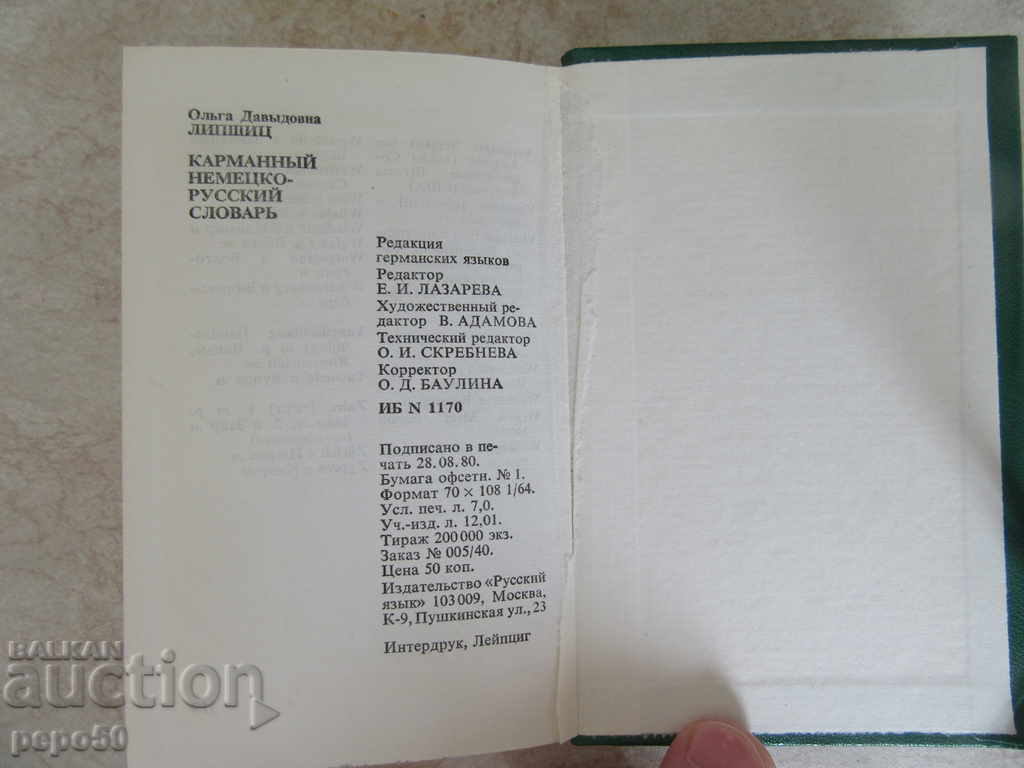 Ольга Давыдовна
ЛИПШИЦ
КАРМАННЫЙ
НЕМЕЦКО-
РУССКИЙ
СЛОВАРЬ
Редакция
германских языков
Редактор
Е. И. ЛАЗАРЕВА
Художественный ре-
дактор В. АДАМОВА
Технический редактор
О. И. СКРЕБНЕВА
Корректор
О. Д. БАУЛИНА
ИБ N 1170
Подписано в пе-
чать 28.08.80.
Бумага офсетн. № 1.
Формат 70 × 108 1/64.
Усл. печ. л. 7,0.
Уч.-изд. л. 12,01.
Тираж 200 000 экз.
Заказ № 005/40.
Цена 50 коп.
Издательство «Русский
язык» 103 009, Москва,
К-9, Пушкинская ул., 23
Интердрук, Лейпциг
BALKAN
auction
pepo50